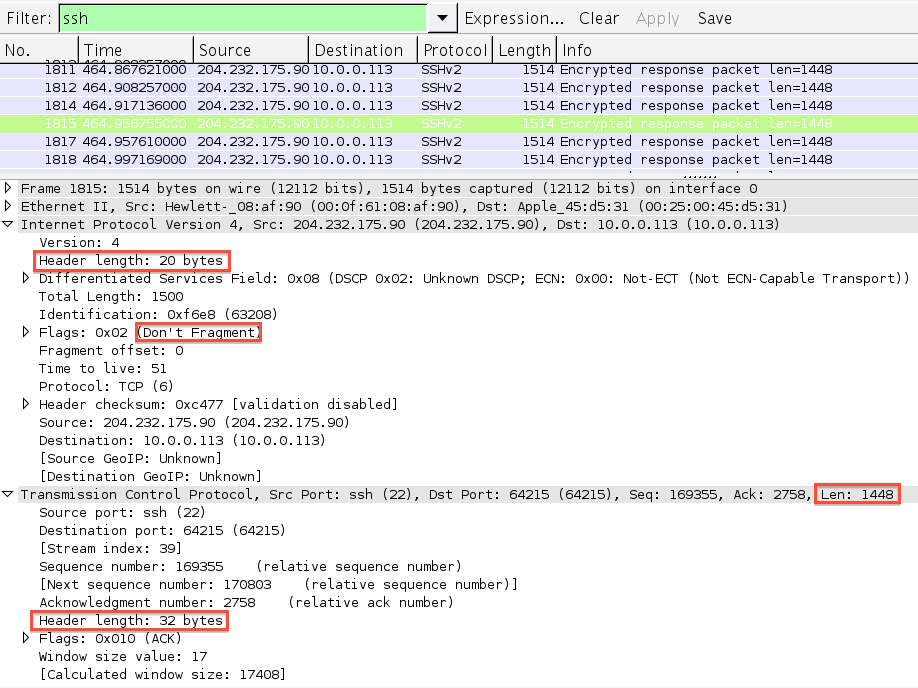 Filter: ssh Expression... Clear Apply Save
No. Time Source Destination Protocol Length Info
1811 464.867621000 204.232.175.90 10.0.0.113 SSHv2 1514 Encrypted response packet len=1448
1812 464.908257000 204.232.175.90 10.0.0.113 SSHv2 1514 Encrypted response packet len=1448
1814 464.917136000 204.232.175.90 10.0.0.113 SSHv2 1514 Encrypted response packet len=1448
1815 464.956755000 204.232.175.90 10.0.0.113 SSHv2 1514 Encrypted response packet len=1448
1817 464.957610000 204.232.175.90 10.0.0.113 SSHv2 1514 Encrypted response packet len=1448
1818 464.997169000 204.232.175.90 10.0.0.113 SSHv2 1514 Encrypted response packet len=1448
Frame 1815: 1514 bytes on wire (12112 bits), 1514 bytes captured (12112 bits) on interface 0
Ethernet II, Src: Hewlett-_08:af:90 (00:0f:61:08:af:90), Dst: Apple_45:d5:31 (00:25:00:45:d5:31)
Internet Protocol Version 4, Src: 204.232.175.90 (204.232.175.90), Dst: 10.0.0.113 (10.0.0.113)
Version: 4
Header length: 20 bytes
Differentiated Services Field: 0x08 (DSCP 0x02: Unknown DSCP; ECN: 0x00: Not-ECT (Not ECN-Capable Transport))
Total Length: 1500
Identification: 0xf6e8 (63208)
Flags: 0x02 (Don't Fragment)
Fragment offset: 0
Time to live: 51
Protocol: TCP (6)
Header checksum: 0xc477 [validation disabled]
Source: 204.232.175.90 (204.232.175.90)
Destination: 10.0.0.113 (10.0.0.113)
[Source GeoIP: Unknown]
[Destination GeoIP: Unknown]
Transmission Control Protocol, Src Port: ssh (22), Dst Port: 64215 (64215), Seq: 169355, Ack: 2758, Len: 1448
Source port: ssh (22)
Destination port: 64215 (64215)
[Stream index: 39]
Sequence number: 169355 (relative sequence number)
[Next sequence number: 170803 (relative sequence number)]
Acknowledgment number: 2758 (relative ack number)
Header length: 32 bytes
Flags: 0x010 (ACK)
Window size value: 17
[Calculated window size: 17408]